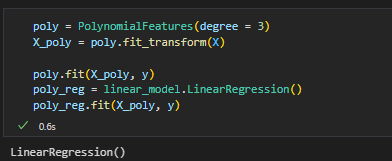 poly = PolynomialFeatures(degree = 3)
X_poly = poly.fit_transform(X)
poly.fit(X_poly, y)
poly_reg = linear_model.LinearRegression()
poly_reg.fit(X_poly, y)
✓ 0.6s
LinearRegression()